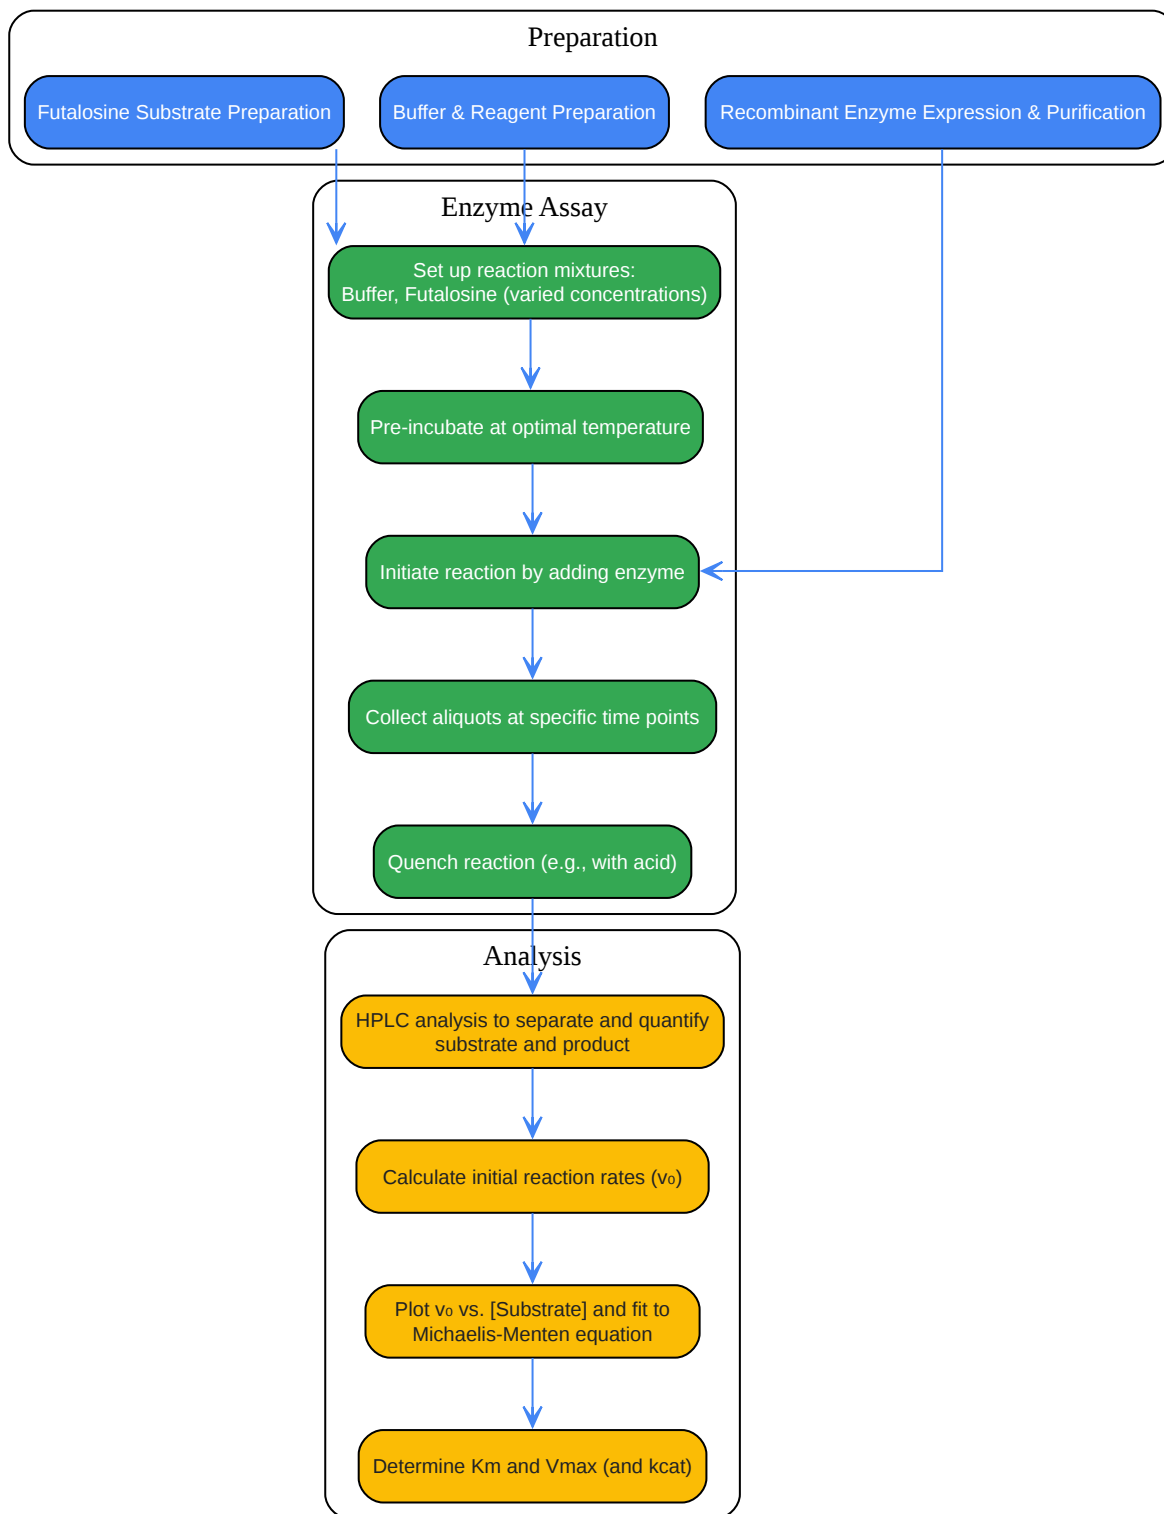 Preparation
Futalosine Substrate Preparation
Buffer & Reagent Preparation
Recombinant Enzyme Expression & Purification
Enzyme Assay
Set up reaction mixtures:
Buffer, Futalosine (varied concentrations)
Pre-incubate at optimal temperature
Initiate reaction by adding enzyme
Collect aliquots at specific time points
Quench reaction (e.g., with acid)
Analysis
HPLC analysis to separate and quantify
substrate and product
Calculate initial reaction rates (v₀)
Plot v₀ vs. [Substrate] and fit to
Michaelis-Menten equation
Determine Km and Vmax (and kcat)